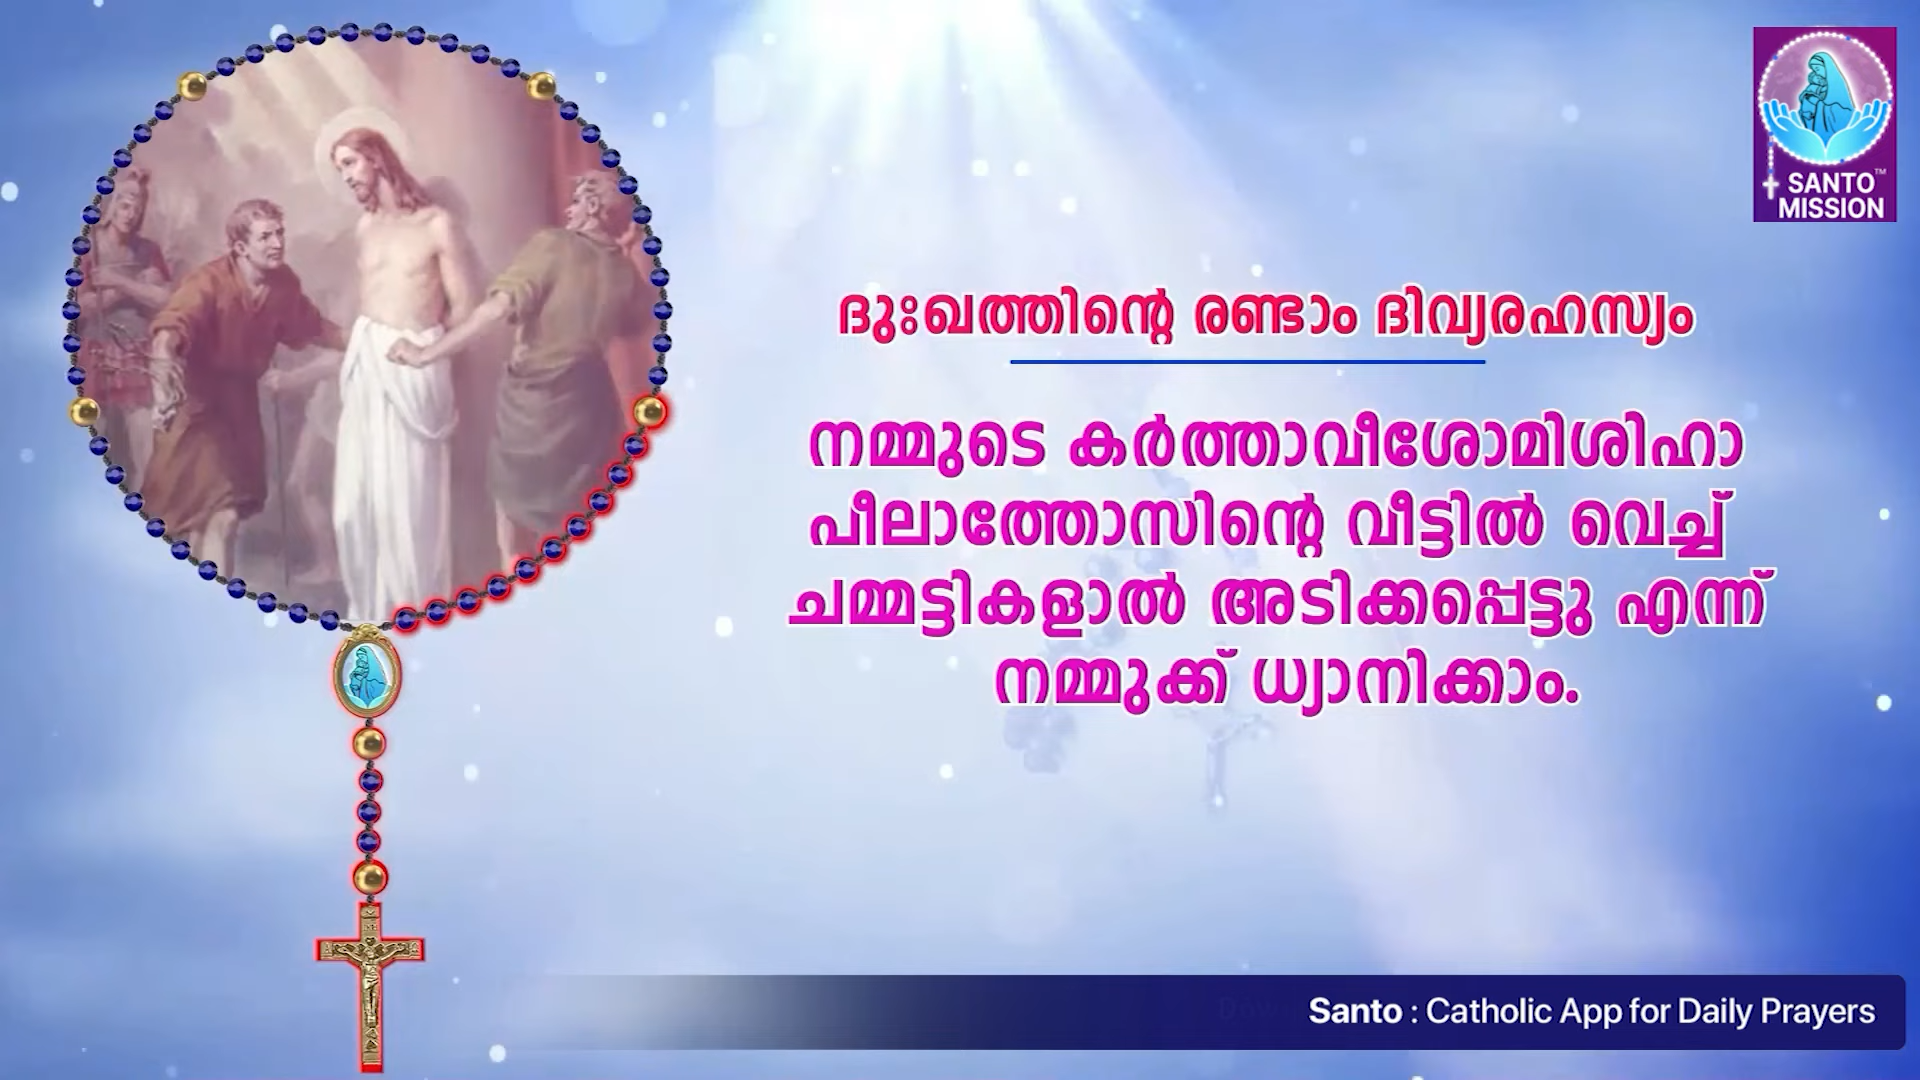 SANTO™
MISSION
ദുഃഖത്തിന്റെ രണ്ടാം ദിവ്യരഹസ്യം
നമ്മുടെ കർത്താവീശോമിശിഹാ
പീലാത്തോസിന്റെ വീട്ടിൽ വെച്ച്
ചമ്മട്ടികളാൽ അടിക്കപ്പെട്ടു എന്ന്
നമ്മുക്ക് ധ്യാനിക്കാം.
Santo : Catholic App for Daily Prayers